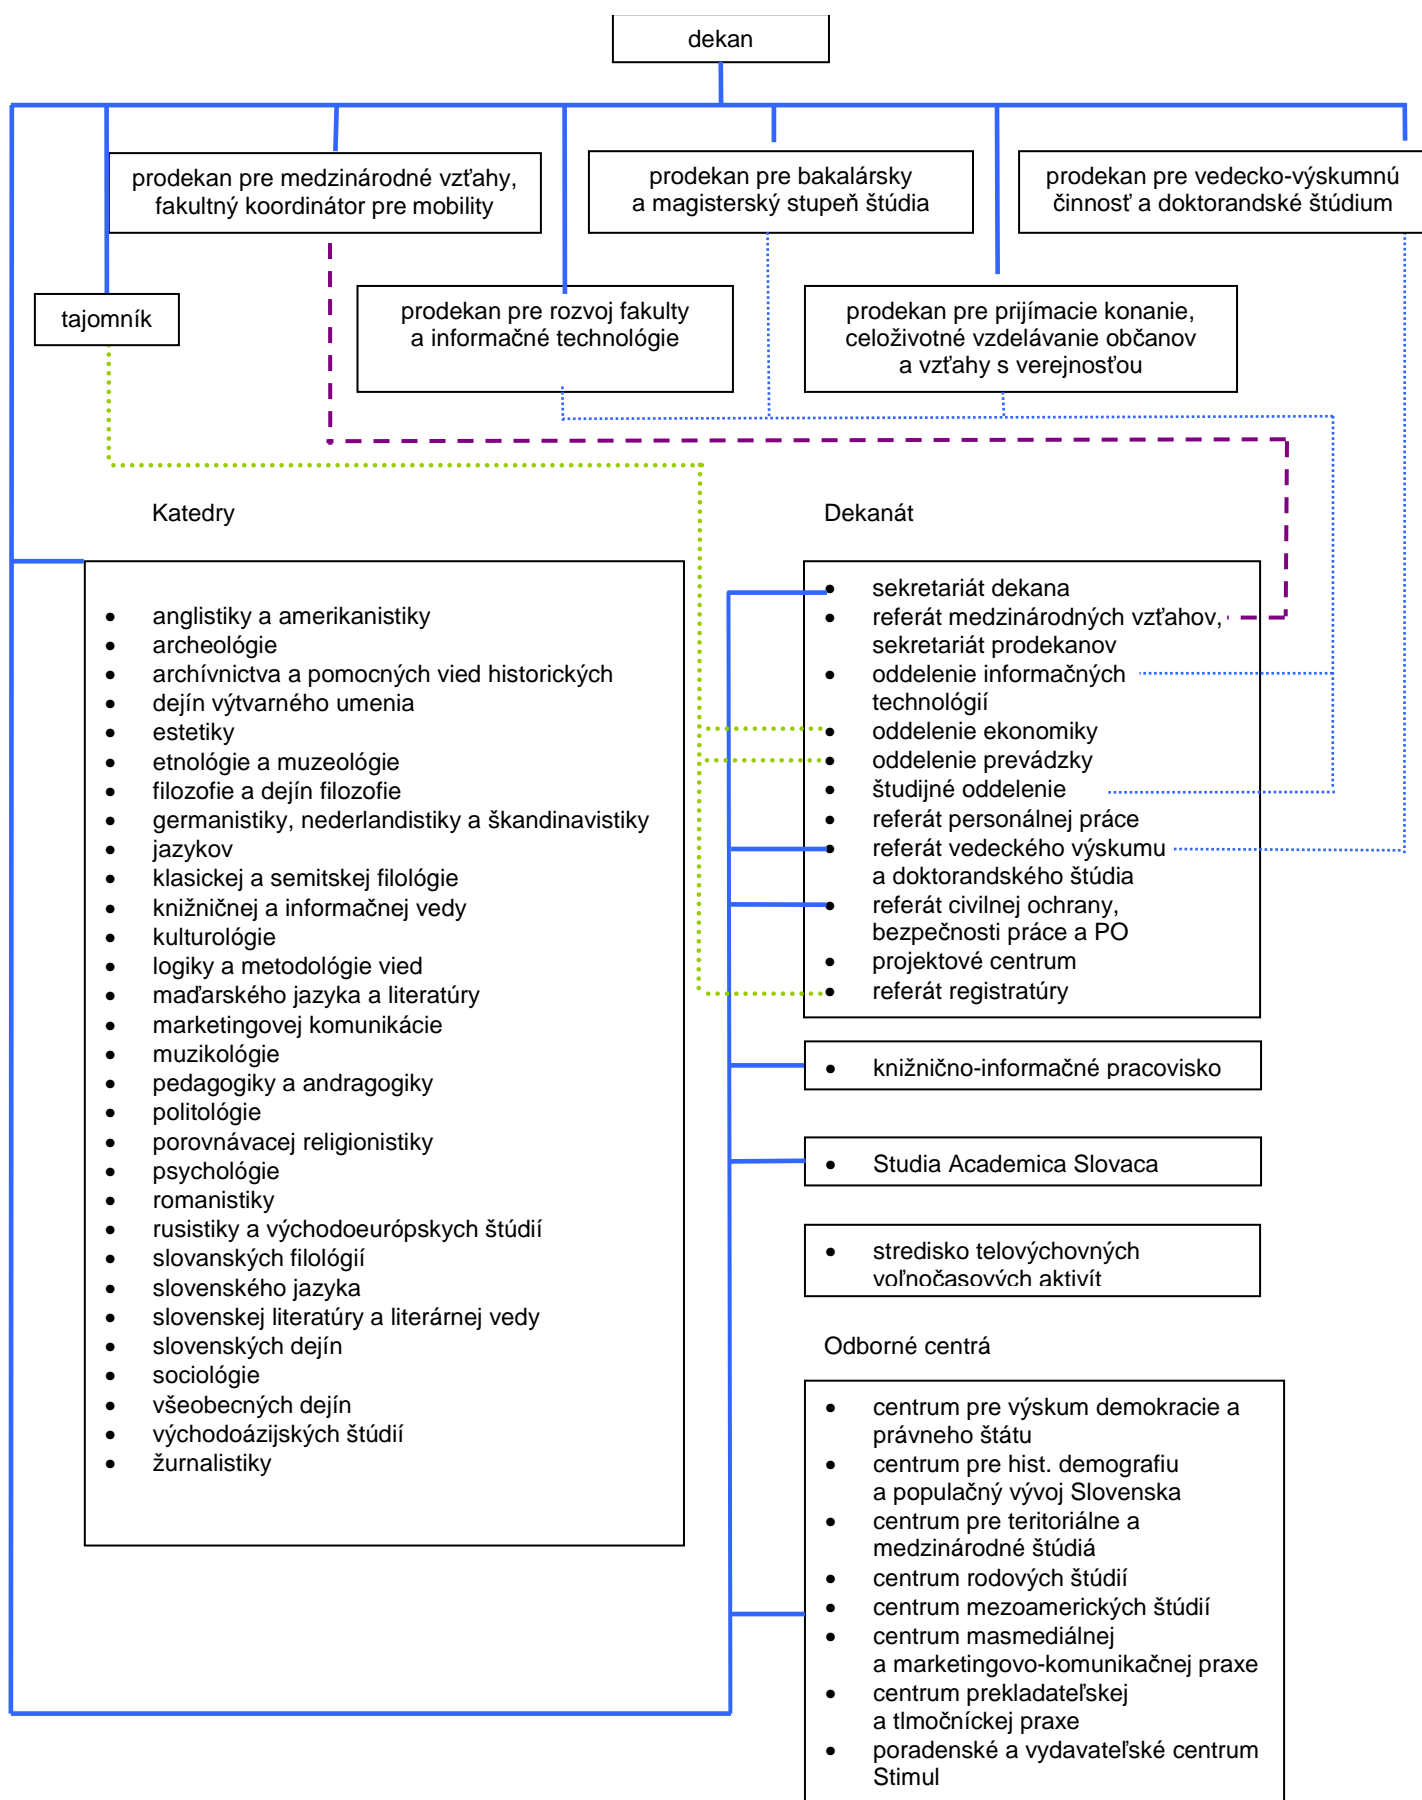 dekan
prodekan pre medzinárodné vzťahy,
fakultný koordinátor pre mobility
prodekan pre bakalársky
a magisterský stupeň štúdia
prodekan pre vedecko-výskumnú
činnosť a doktorandské štúdium
tajomník
prodekan pre rozvoj fakulty
a informačné technológie
prodekan pre prijímacie konanie,
celoživotné vzdelávanie občanov
a vzťahy s verejnosťou
Katedry
• anglistiky a amerikanistiky
• archeológie
• archívnictva a pomocných vied historických
• dejín výtvarného umenia
• estetiky
• etnológie a muzeológie
• filozofie a dejín filozofie
• germanistiky, nederlandistiky a škandinavistiky
• jazykov
• klasickej a semitskej filológie
• knižničnej a informačnej vedy
• kulturológie
• logiky a metodológie vied
• maďarského jazyka a literatúry
• marketingovej komunikácie
• muzikológie
• pedagogiky a andragogiky
• politológie
• porovnávacej religionistiky
• psychológie
• romanistiky
• rusistiky a východoeurópskych štúdií
• slovanských filológií
• slovenského jazyka
• slovenskej literatúry a literárnej vedy
• slovenských dejín
• sociológie
• všeobecných dejín
• východoázijských štúdií
• žurnalistiky
Dekanát
• sekretariát dekana
• referát medzinárodných vzťahov,
sekretariát prodekanov
• oddelenie informačných
technológií
• oddelenie ekonomiky
• oddelenie prevádzky
• študijné oddelenie
• referát personálnej práce
• referát vedeckého výskumu
a doktorandského štúdia
• referát civilnej ochrany,
bezpečnosti práce a PO
• projektové centrum
• referát registratúry
• knižnično-informačné pracovisko
• Studia Academica Slovaca
• stredisko telovýchovných
voľnočasových aktivít
Odborné centrá
• centrum pre výskum demokracie a
právneho štátu
• centrum pre hist. demografiu
a populačný vývoj Slovenska
• centrum pre teritoriálne a
medzinárodné štúdiá
• centrum rodových štúdií
• centrum mezoamerických štúdií
• centrum masmediálnej
a marketingovo-komunikačnej praxe
• centrum prekladateľskej
a tlmočníckej praxe
• poradenské a vydavateľské centrum
Stimul